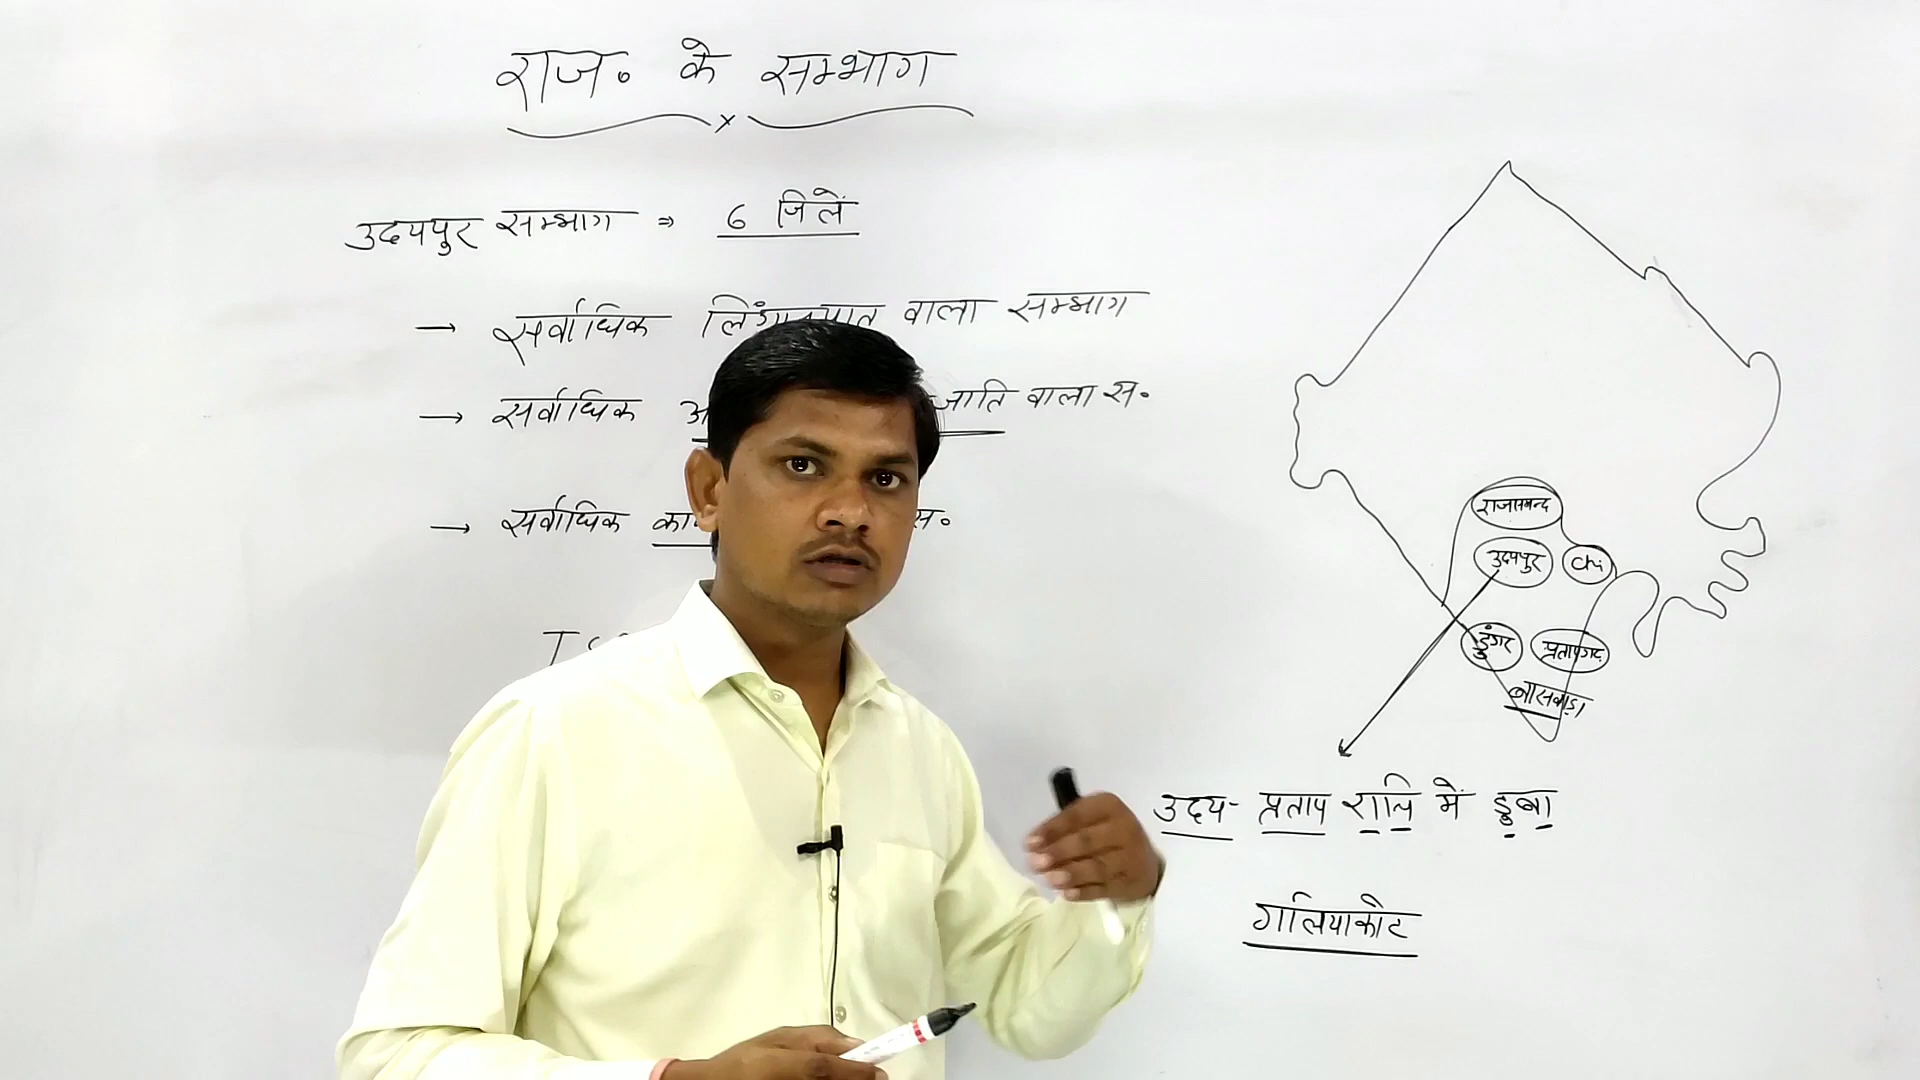 राज० के सम्भाग
उदयपुर सम्भाग ⇒ 6 जिलें
→ सर्वाधिक वाला सम्भाग
→ सर्वाधिक जाति वाला स०
→ सर्वाधिक स०
राजसमन्द
उदयपुर
डुंगर प्रतापगढ़
बांसवाड़ा
उदय- प्रताप राचि में डुबा
गलियाकोट